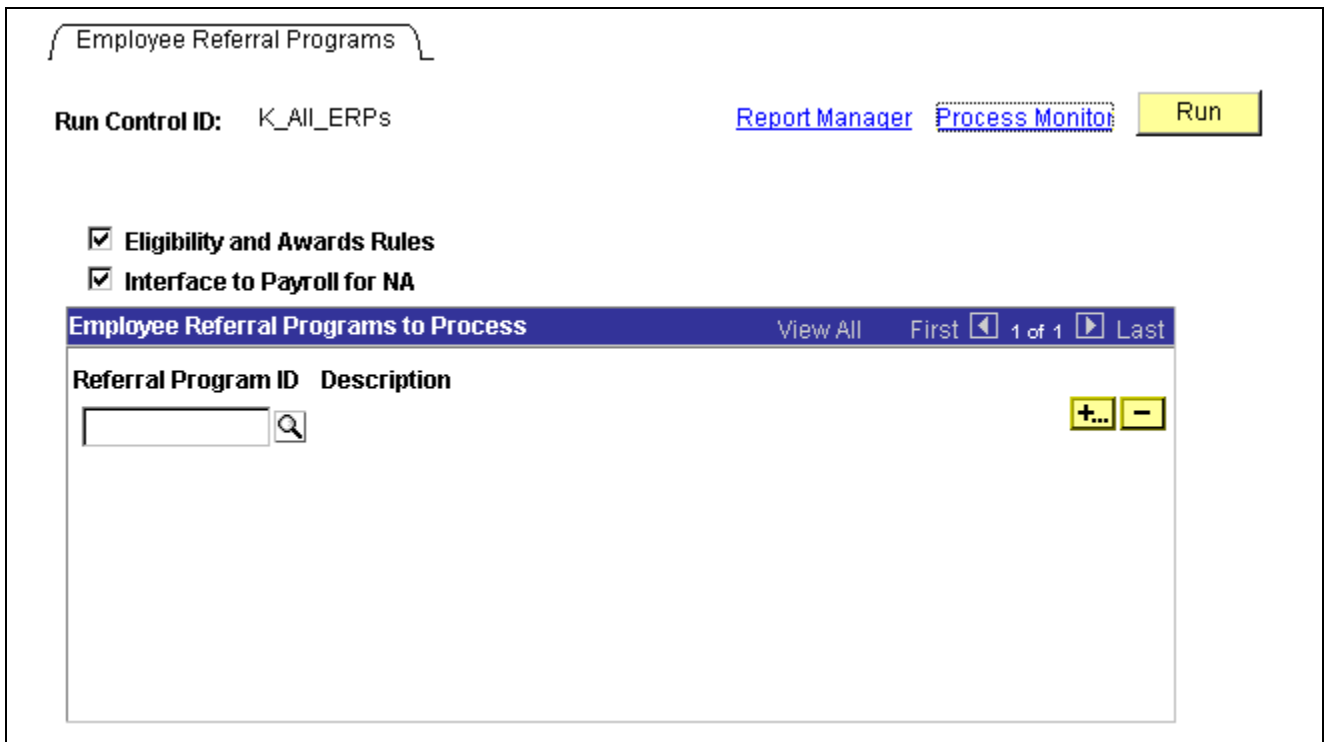 Employee Referral Programs
Run Control ID: K_All_ERPs Report Manager Process Monitor Run
Eligibility and Awards Rules
Interface to Payroll for NA
Employee Referral Programs to Process View All First 1 of 1 Last
Referral Program ID Description
+... −